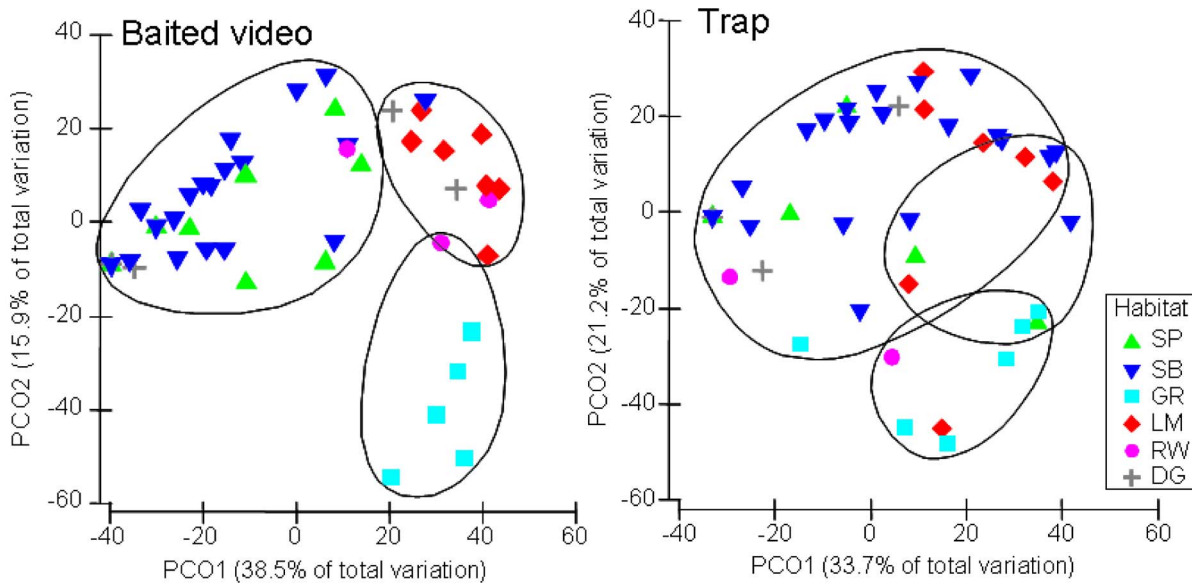 Baited video
40
20
0
-20
-40
-60
PCO2 (15.9% of total variation)
-40
-20
0
20
40
60
PCO1 (38.5% of total variation)
Trap
40
20
0
-20
-40
-60
PCO2 (21.2% of total variation)
-40
-20
0
20
40
60
PCO1 (33.7% of total variation)
Habitat
SP
SB
GR
LM
RW
DG